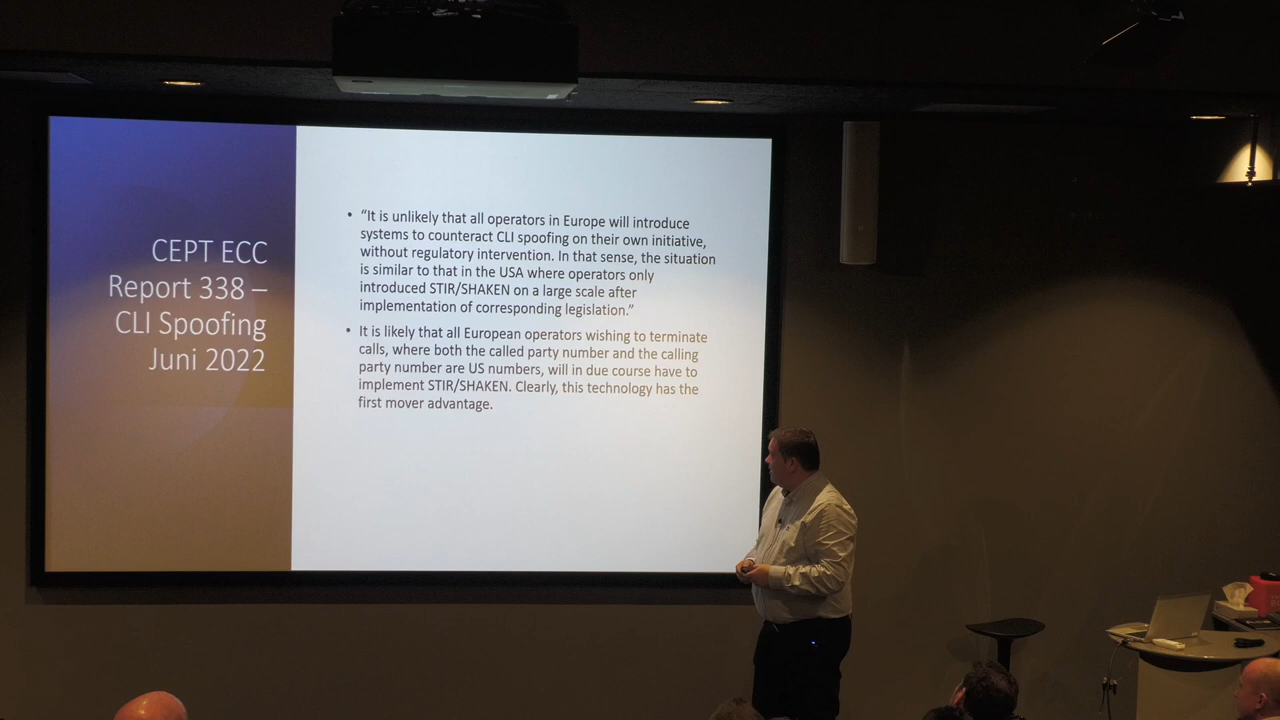 CEPT ECC
Report 338 –
CLI Spoofing
Juni 2022
• “It is unlikely that all operators in Europe will introduce
systems to counteract CLI spoofing on their own initiative,
without regulatory intervention. In that sense, the situation
is similar to that in the USA where operators only
introduced STIR/SHAKEN on a large scale after
implementation of corresponding legislation.”
• It is likely that all European operators wishing to terminate
calls, where both the called party number and the calling
party number are US numbers, will in due course have to
implement STIR/SHAKEN. Clearly, this technology has the
first mover advantage.